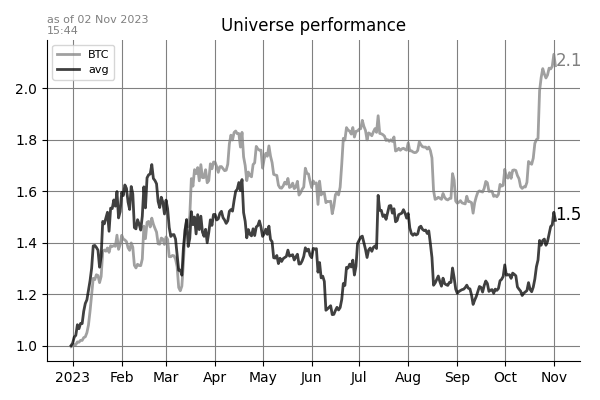 as of 02 Nov 2023
15:44
Universe performance
BTC
avg
2.1
1.5
2.0
1.8
1.6
1.4
1.2
1.0
2023 Feb Mar Apr May Jun Jul Aug Sep Oct Nov